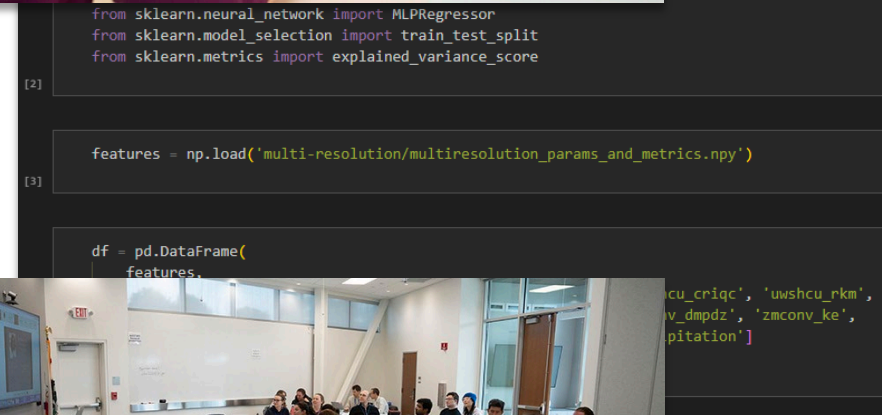 from sklearn.neural_network import MLPRegressor
from sklearn.model_selection import train_test_split
from sklearn.metrics import explained_variance_score
[2]
features = np.load('multi-resolution/multiresolution_params_and_metrics.npy')
[3]
df = pd.DataFrame(
features,
cu_criqc', 'uwshcu_rkm',
v_dmpdz', 'zmconv_ke',
pitation']
EXIT